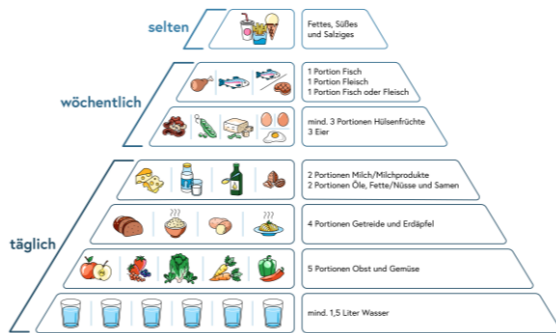 selten
Fettes, Süßes
und Salziges
wöchentlich
1 Portion Fisch
1 Portion Fleisch
1 Portion Fisch oder Fleisch
mind. 3 Portionen Hülsenfrüchte
3 Eier
täglich
2 Portionen Milch/Milchprodukte
2 Portionen Öle, Fette/Nüsse und Samen
4 Portionen Getreide und Erdäpfel
5 Portionen Obst und Gemüse
mind. 1,5 Liter Wasser